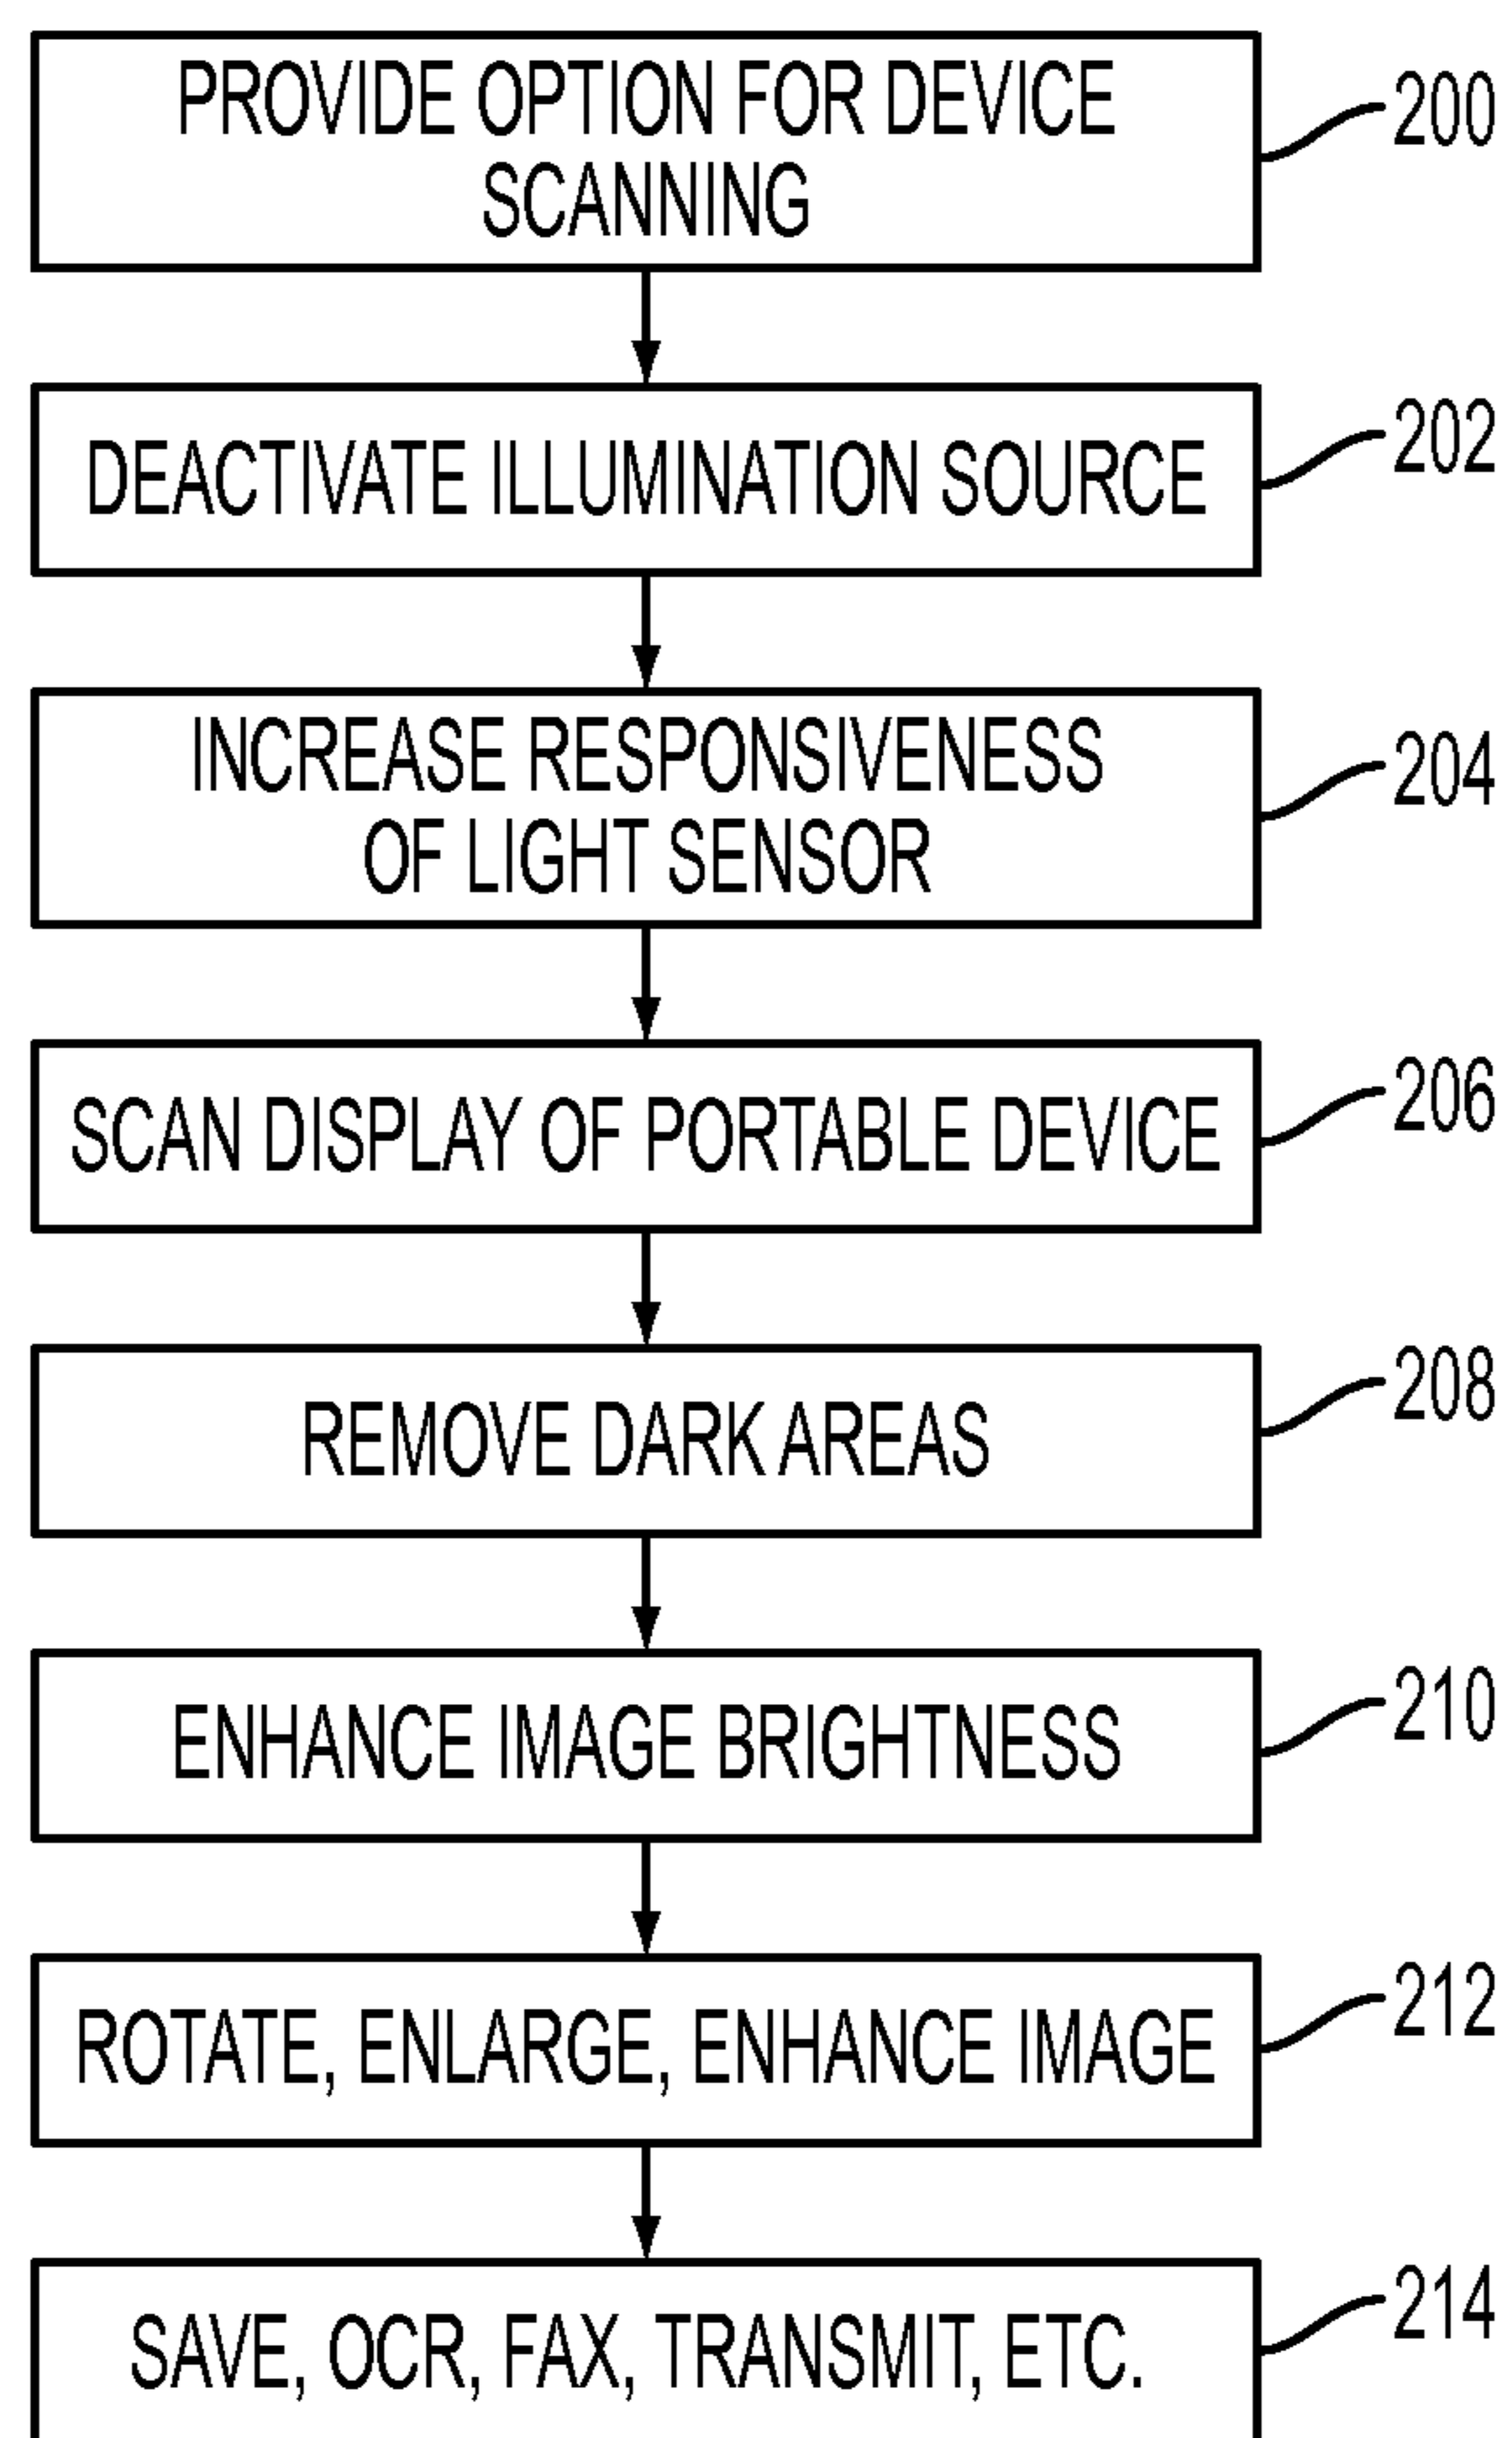 PROVIDE OPTION FOR DEVICE
SCANNING
200
DEACTIVATE ILLUMINATION SOURCE
202
INCREASE RESPONSIVENESS
OF LIGHT SENSOR
204
SCAN DISPLAY OF PORTABLE DEVICE
206
REMOVE DARK AREAS
208
ENHANCE IMAGE BRIGHTNESS
210
ROTATE, ENLARGE, ENHANCE IMAGE
212
SAVE, OCR, FAX, TRANSMIT, ETC.
214